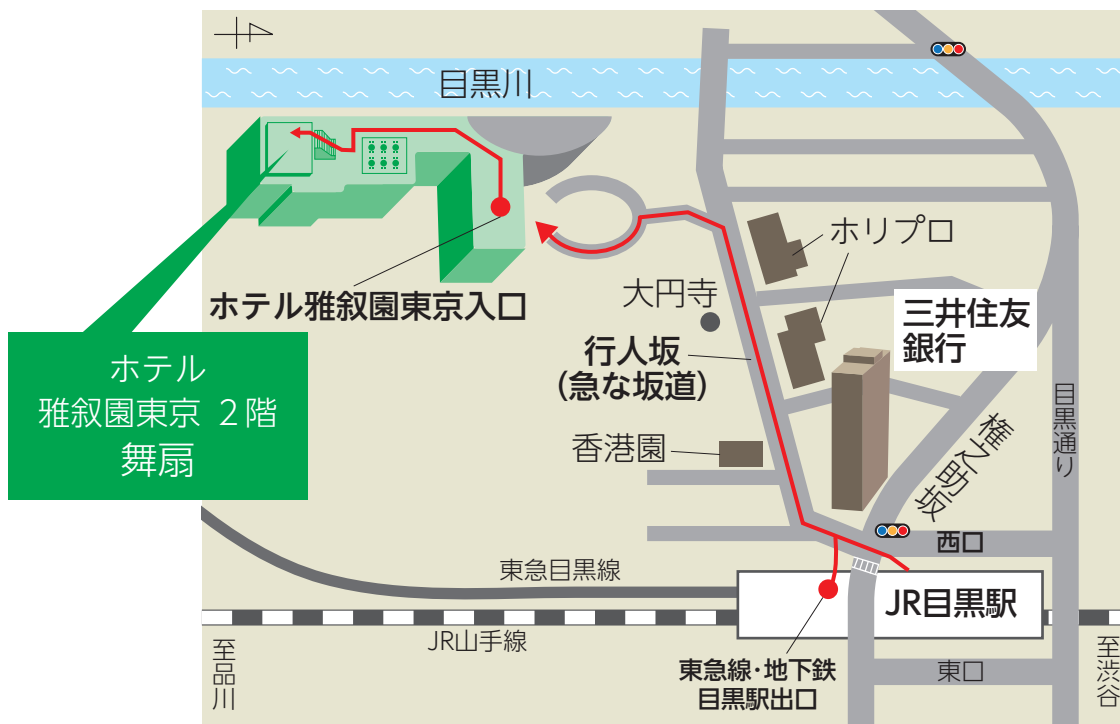 目黒川
ホリプロ
大円寺
ホテル雅叙園東京入口
三井住友
銀行
行人坂
(急な坂道)
ホテル
雅叙園東京 2階
舞扇
目黒通り
権之助坂
香港園
西口
東急目黒線
JR目黒駅
JR山手線
至品川
東急線・地下鉄
目黒駅出口
東口
至渋谷